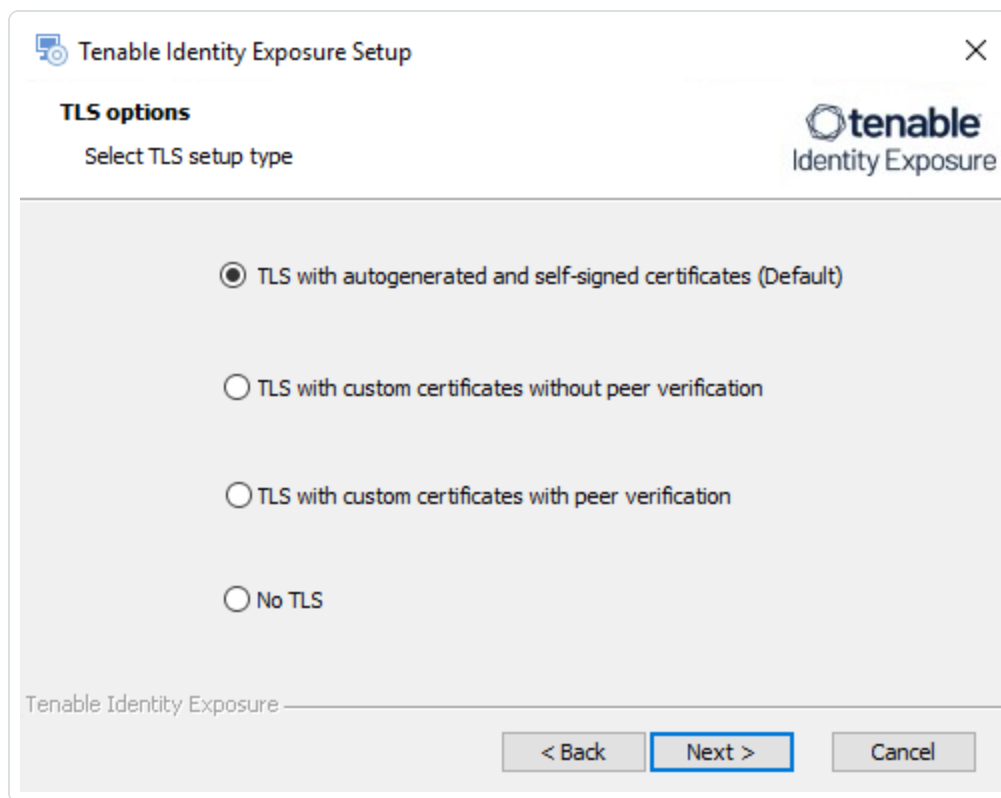 Tenable Identity Exposure Setup
TLS options
Select TLS setup type
tenable
Identity Exposure
TLS with autogenerated and self-signed certificates (Default)
TLS with custom certificates without peer verification
TLS with custom certificates with peer verification
No TLS
Tenable Identity Exposure
< Back
Next >
Cancel